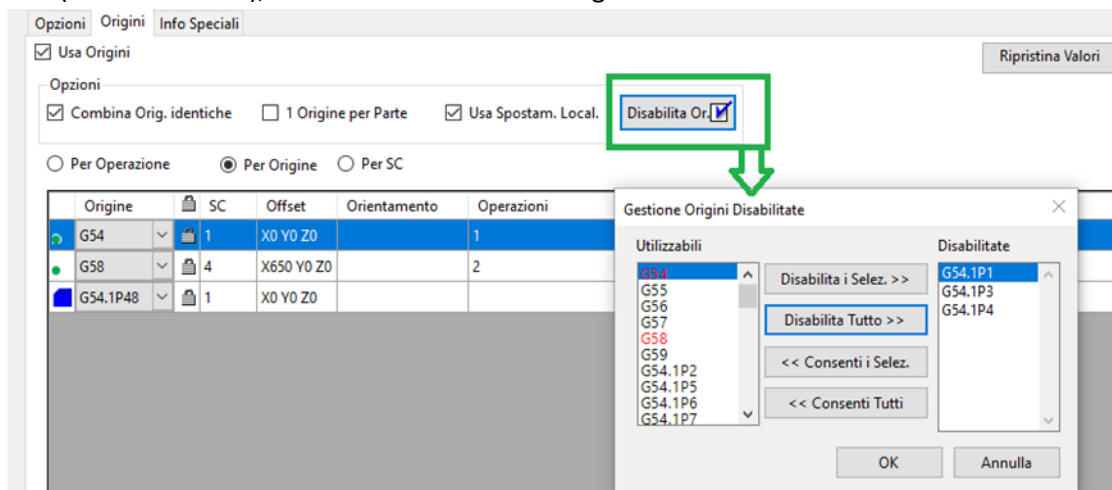 Opzioni Origini Info Speciali
Usa Origini
Ripristina Valori
Opzioni
Combina Orig. identiche 1 Origine per Parte Usa Spostam. Local. Disabilita Or.
Per Operazione Per Origine Per SC
Origine SC Offset Orientamento Operazioni
G54 1 X0 Y0 Z0 1
G58 4 X650 Y0 Z0 2
G54.1P48 1 X0 Y0 Z0
Gestione Origini Disabilitate
Utilizzabili Disabilitate
G54
G55
G56
G57
G58
G59
G54.1P2
G54.1P5
G54.1P6
G54.1P7
Disabilita i Selez. >>
Disabilita Tutto >>
<< Consenti i Selez.
<< Consenti Tutti
G54.1P1
G54.1P3
G54.1P4
OK Annulla